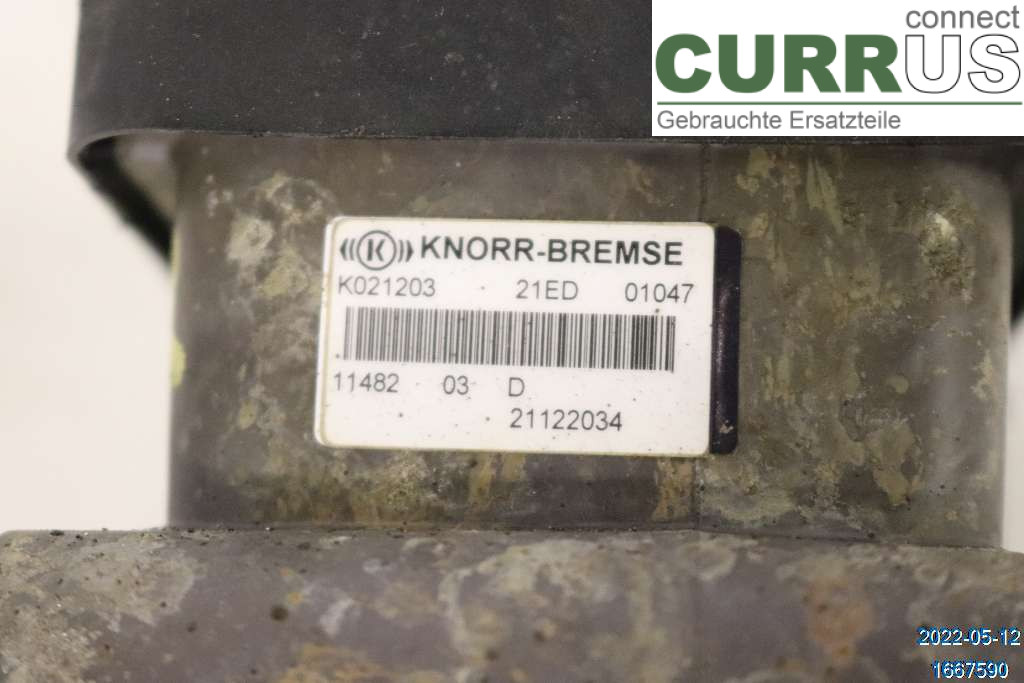 connect
CURRUS
Gebrauchte Ersatzteile
((K)) KNORR-BREMSE
K021203 21ED 01047
11482 03 D
21122034
2022-05-12
1667590